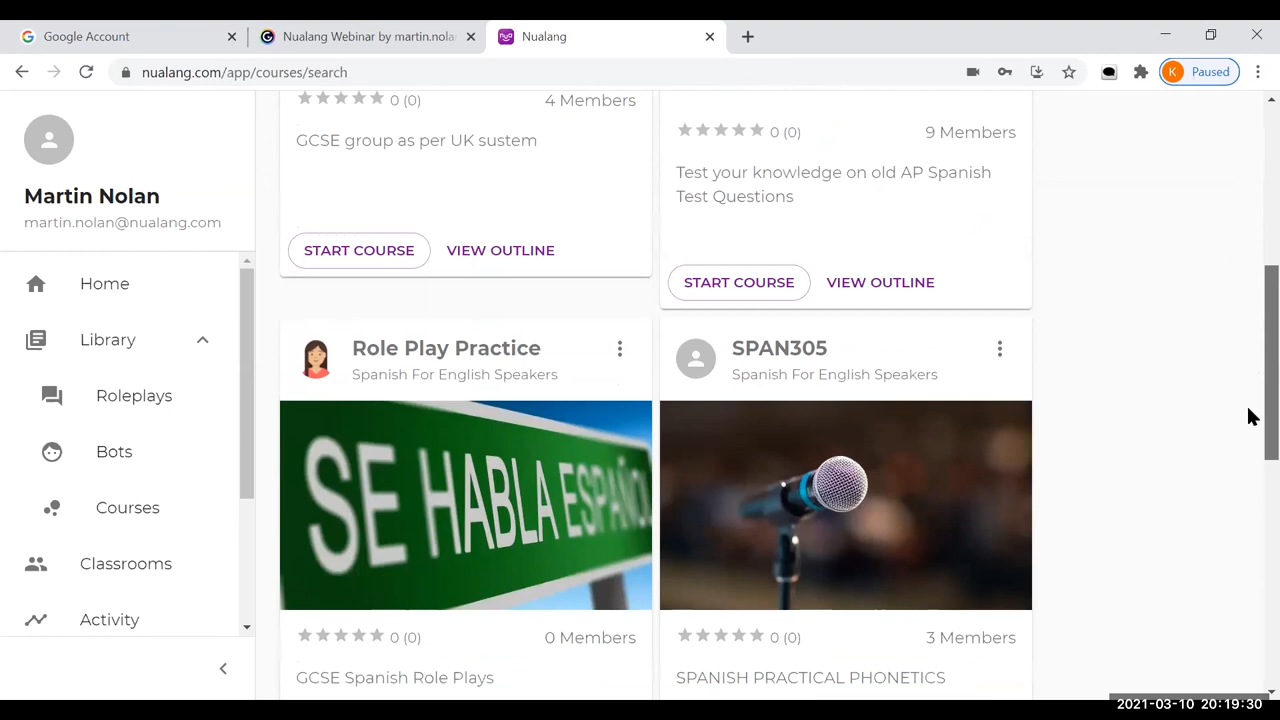 Google Account
Nualang Webinar by martin.nola
Nualang
nualang.com/app/courses/search
K Paused
Martin Nolan
martin.nolan@nualang.com
Home
Library
Roleplays
Bots
Courses
Classrooms
Activity
0 (0) 4 Members
GCSE group as per UK sustem
START COURSE VIEW OUTLINE
0 (0) 9 Members
Test your knowledge on old AP Spanish
Test Questions
START COURSE VIEW OUTLINE
Role Play Practice
Spanish For English Speakers
SE HABLA ESPAÑOL
0 (0) 0 Members
GCSE Spanish Role Plays
SPAN305
Spanish For English Speakers
0 (0) 3 Members
SPANISH PRACTICAL PHONETICS
2021-03-10 20:19:30